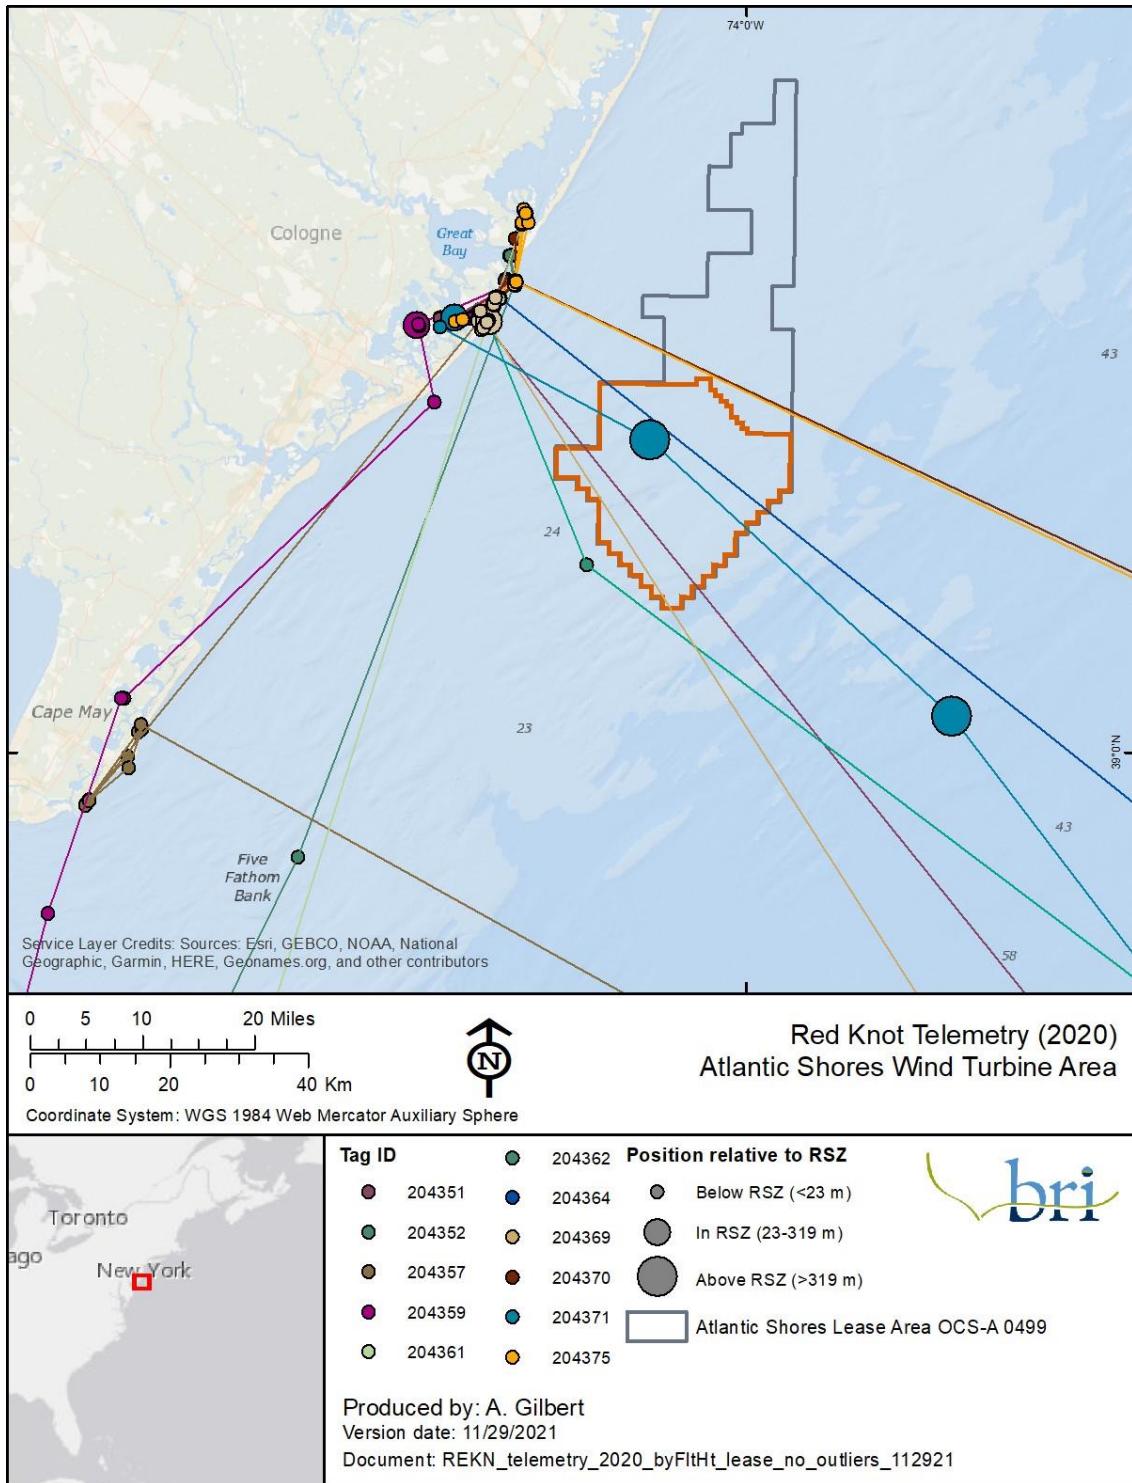 74°0'W
Cologne
Great
Bay
43
24
Cape May
23
39°0'N
43
Five
Fathom
Bank
58
Service Layer Credits: Sources: Esri, GEBCO, NOAA, National
Geographic, Garmin, HERE, Geonames.org, and other contributors
0 5 10 20 Miles
0 10 20 40 Km
Coordinate System: WGS 1984 Web Mercator Auxiliary Sphere
N
Red Knot Telemetry (2020)
Atlantic Shores Wind Turbine Area
Toronto
ago
New York
Tag ID
204351
204352
204357
204359
204361
204362
204364
204369
204370
204371
204375
Position relative to RSZ
Below RSZ (<23 m)
In RSZ (23-319 m)
Above RSZ (>319 m)
Atlantic Shores Lease Area OCS-A 0499
bri
Produced by: A. Gilbert
Version date: 11/29/2021
Document: REKN_telemetry_2020_byFltHt_lease_no_outliers_112921